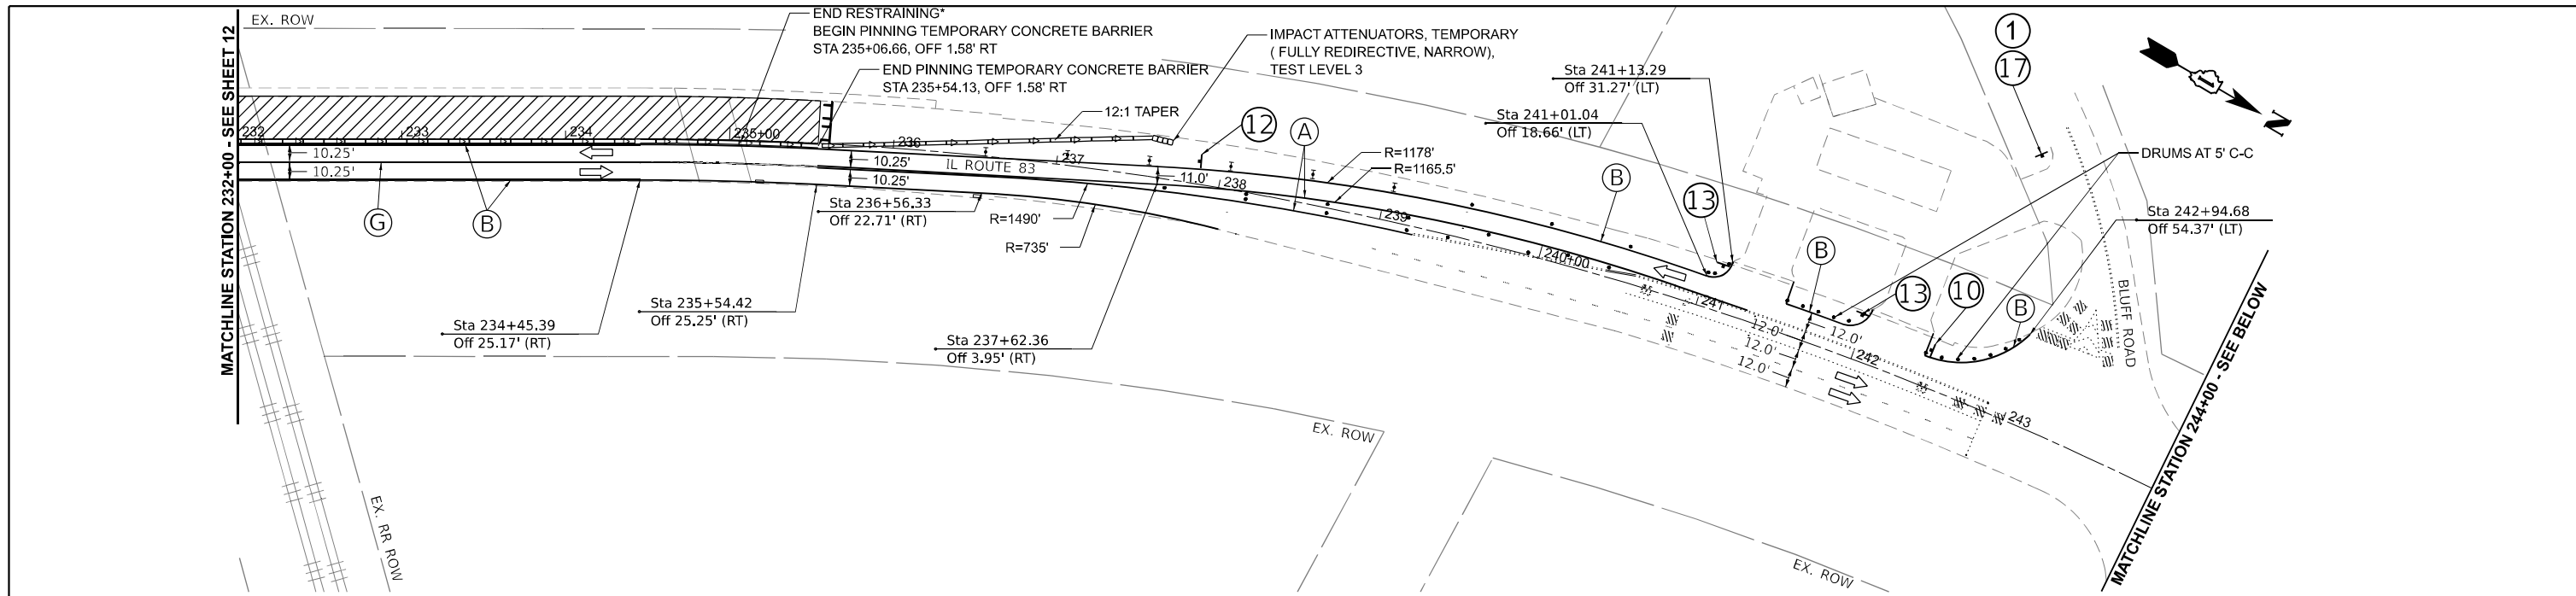 EX. ROW
END RESTRAINING*
BEGIN PINNING TEMPORARY CONCRETE BARRIER
STA 235+06.66, OFF 1.58' RT
END PINNING TEMPORARY CONCRETE BARRIER
STA 235+54.13, OFF 1.58' RT
IMPACT ATTENUATORS, TEMPORARY
( FULLY REDIRECTIVE, NARROW),
TEST LEVEL 3
12:1 TAPER
12
A
Sta 241+13.29
Off 31.27' (LT)
Sta 241+01.04
Off 18.66' (LT)
1
17
N
DRUMS AT 5' C-C
Sta 242+94.68
Off 54.37' (LT)
MATCHLINE STATION 232+00 - SEE SHEET 12
232
233
234
235+00
236
237
238
239
240+00
241
242
243
10.25'
10.25'
10.25'
10.25'
IL ROUTE 83
11.0'
R=1178'
R=1165.5'
R=1490'
R=735'
G
B
B
13
B
13
10
B
12.0'
12.0'
12.0'
12.0'
BLUFF ROAD
Sta 236+56.33
Off 22.71' (RT)
Sta 235+54.42
Off 25.25' (RT)
Sta 234+45.39
Off 25.17' (RT)
Sta 237+62.36
Off 3.95' (RT)
EX. ROW
EX. RR ROW
EX. ROW
MATCHLINE STATION 244+00 - SEE BELOW